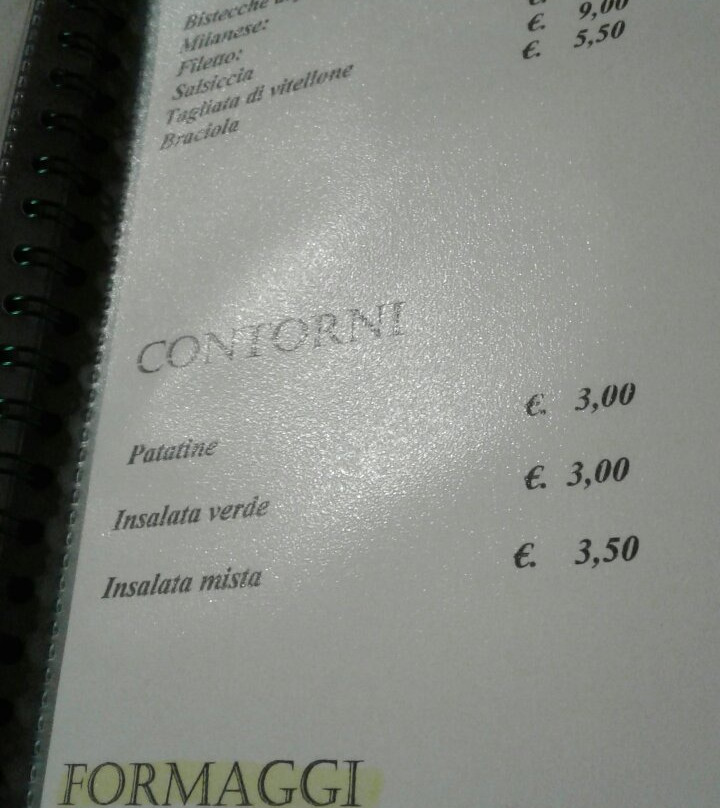 Bistecche
Milanese:
Filetto:
Salsiccia
Tagliata di vitellone € 9,00
Braciola € 5,50
CONTORNI
Patatine €. 3,00
Insalata verde €. 3,00
Insalata mista €. 3,50
FORMAGGI